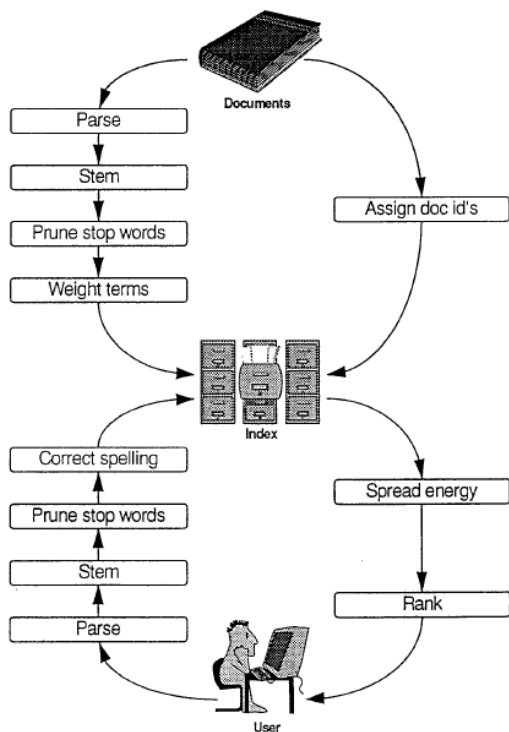 Documents
Parse
Stem
Assign doc id's
Prune stop words
Weight terms
Index
Correct spelling
Spread energy
Prune stop words
Stem
Rank
Parse
User